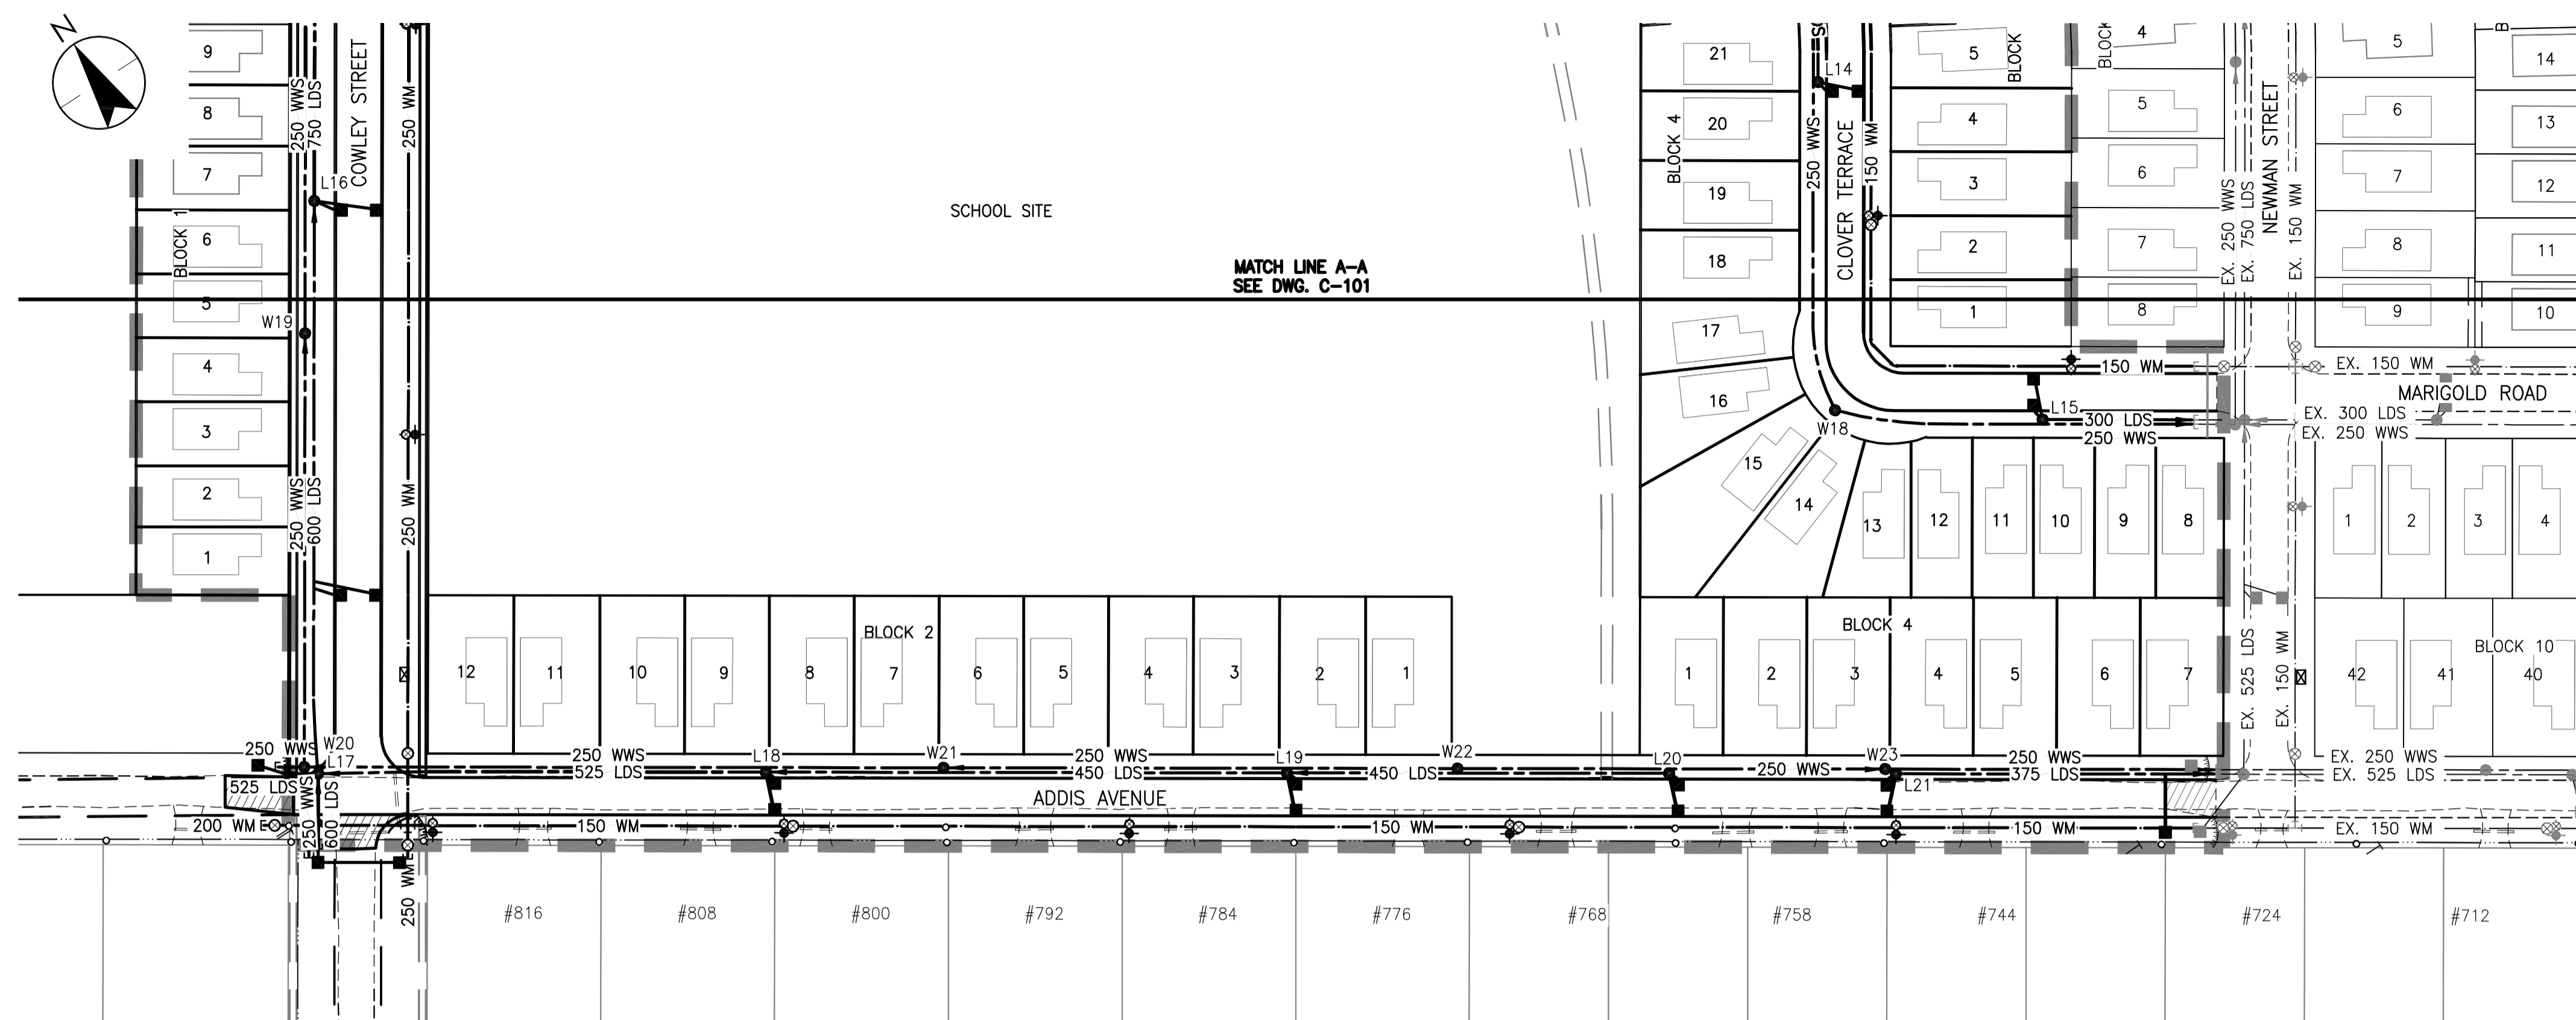 N
9
8
7
6
5
4
3
2
1
BLOCK 1
250 WWS
750 LDS
COWLEY STREET
250 WM
L16
W19
250 WWS
600 LDS
250 WM
SCHOOL SITE
MATCH LINE A-A
SEE DWG. C-101
21
20
19
18
17
16
15
14
13
12
11
10
9
8
BLOCK 4
L14
250 WWS
CLOVER TERRACE
150 WM
5
4
3
2
1
BLOCK
BLOCK
4
5
6
7
8
EX. 250 WWS
EX. 750 LDS
NEWMAN STREET
EX. 150 WM
5
6
7
8
9
B
14
13
12
11
10
150 WM
EX. 150 WM
MARIGOLD ROAD
L15
W18
300 LDS
250 WWS
EX. 300 LDS
EX. 250 WWS
1
2
3
4
BLOCK 2
12
11
10
9
8
7
6
5
4
3
2
1
BLOCK 4
1
2
3
4
5
6
7
EX. 525 LDS
EX. 150 WM
BLOCK 10
42
41
40
250 WWS
W20
L17
250 WWS
525 LDS
L18
W21
250 WWS
450 LDS
L19
450 LDS
W22
L20
250 WWS
W23
L21
250 WWS
375 LDS
EX. 250 WWS
EX. 525 LDS
525 LDS
ADDIS AVENUE
200 WM
250 WWS
600 LDS
250 WM
150 WM
150 WM
150 WM
EX. 150 WM
#816
#808
#800
#792
#784
#776
#768
#758
#744
#724
#712